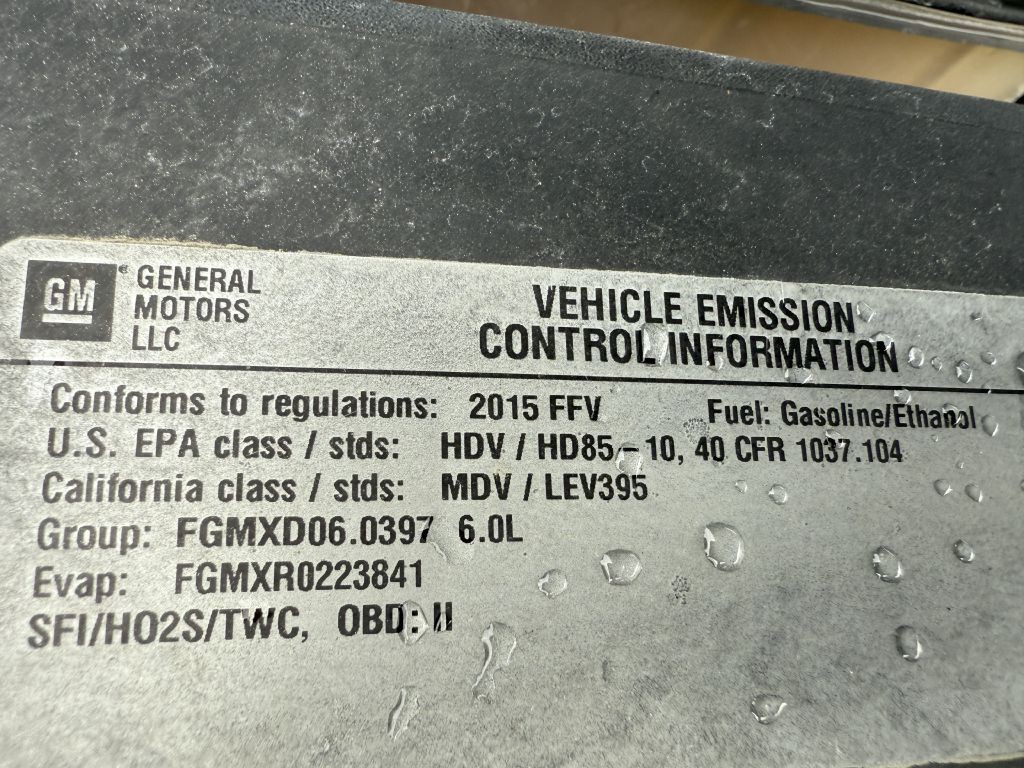 GM
GENERAL
MOTORS
LLC
VEHICLE EMISSION
CONTROL INFORMATION
Conforms to regulations: 2015 FFV Fuel: Gasoline/Ethanol
U.S. EPA class / stds: HDV / HD85 - 10, 40 CFR 1037.104
California class / stds: MDV / LEV395
Group: FGMXD06.0397 6.0L
Evap: FGMXR0223841
SFI/HO2S/TWC, OBD: II